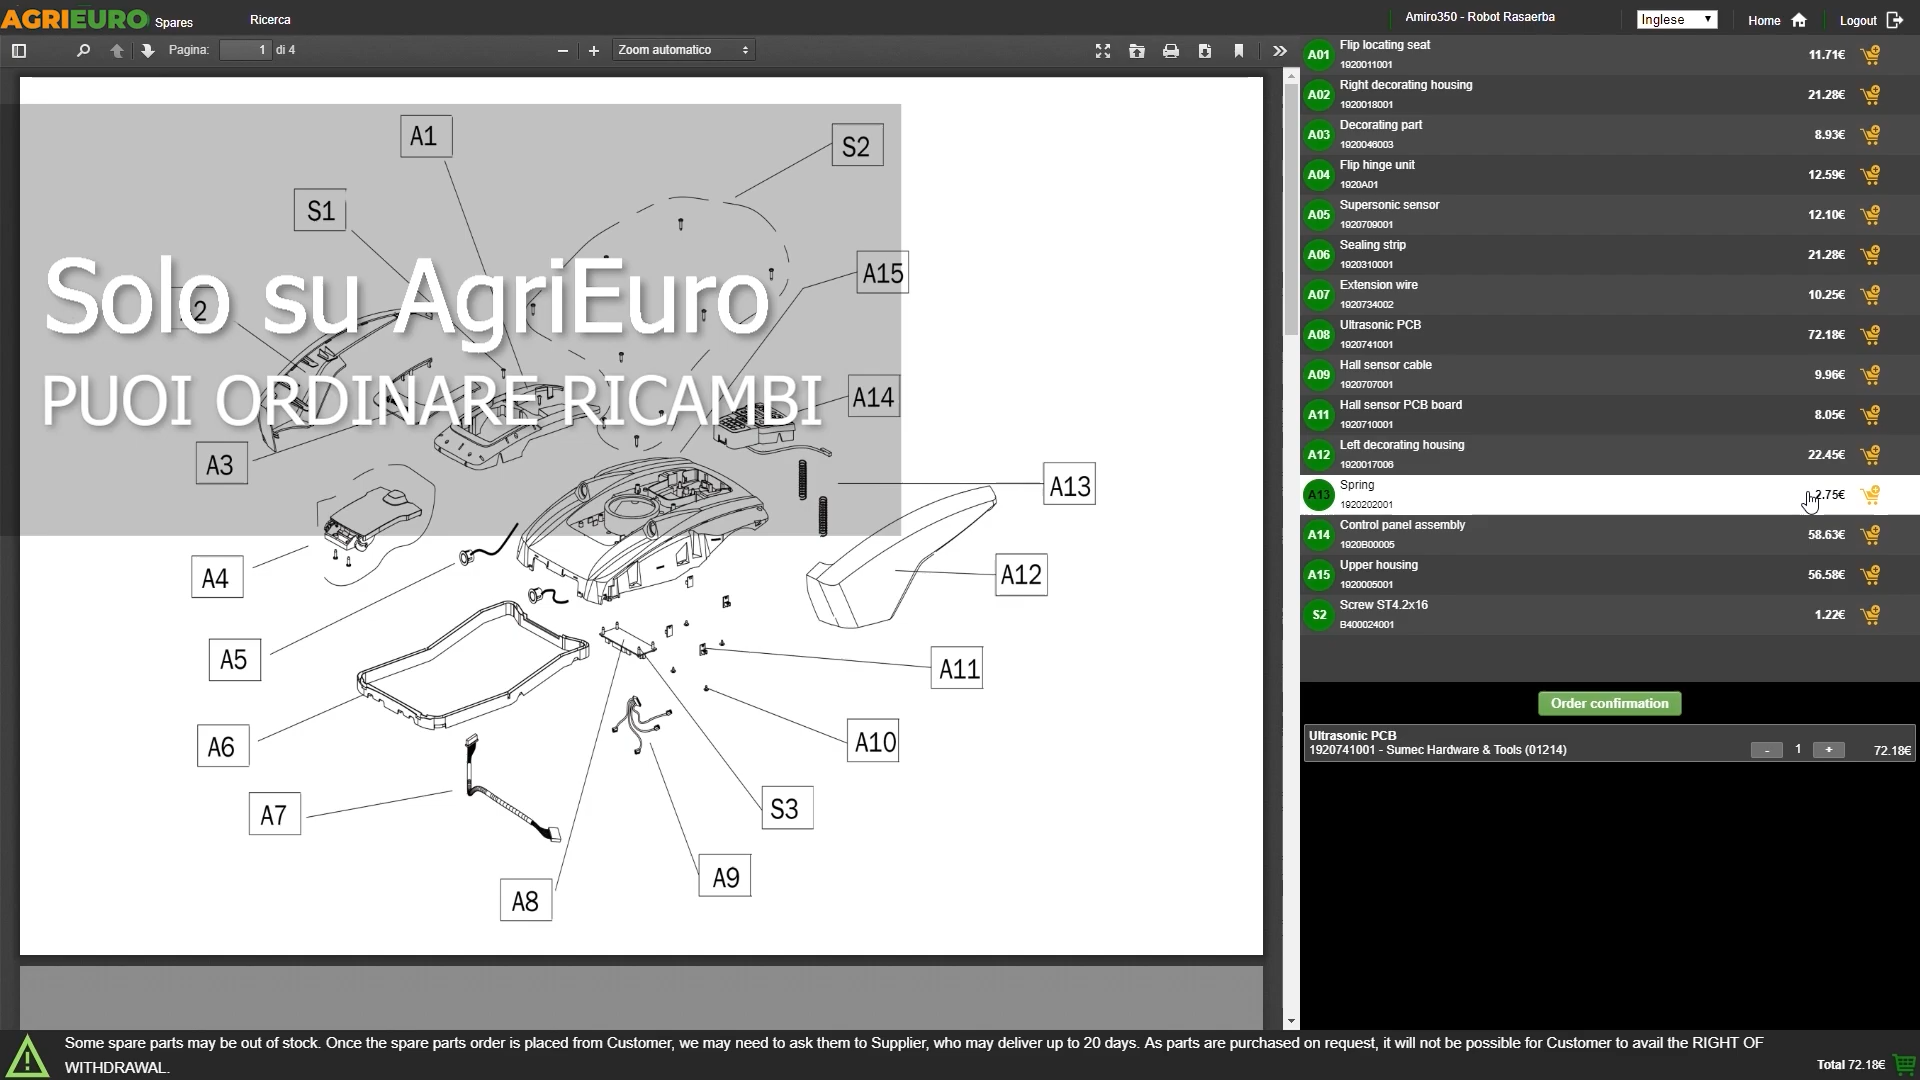 AGRIEURO Spares Ricerca Amiro350 - Robot Rasaerba Inglese Home Logout
Pagina: 1 di 4 Zoom automatico
A1
S2
S1
A15
2
A14
A3
A13
A4
A12
A5
A11
A6
A10
A7
S3
A9
A8
Solo su AgriEuro
PUOI ORDINARE RICAMBI
A01 Flip locating seat 11.71€
1920011001
A02 Right decorating housing 21.28€
1920018001
A03 Decorating part 8.93€
1920046003
A04 Flip hinge unit 12.59€
1920A01
A05 Supersonic sensor 12.10€
1920709001
A06 Sealing strip 21.28€
1920310001
A07 Extension wire 10.25€
1920734002
A08 Ultrasonic PCB 72.18€
1920741001
A09 Hall sensor cable 9.96€
1920707001
A11 Hall sensor PCB board 8.05€
1920710001
A12 Left decorating housing 22.45€
1920017006
A13 Spring 2.75€
1920202001
A14 Control panel assembly 58.63€
1920B00005
A15 Upper housing 56.58€
1920005001
S2 Screw ST4.2x16 1.22€
B400024001
Order confirmation
Ultrasonic PCB
1920741001 - Sumec Hardware & Tools (01214) - 1 + 72.18€
Some spare parts may be out of stock. Once the spare parts order is placed from Customer, we may need to ask them to Supplier, who may deliver up to 20 days. As parts are purchased on request, it will not be possible for Customer to avail the RIGHT OF
WITHDRAWAL.
Total 72.18€